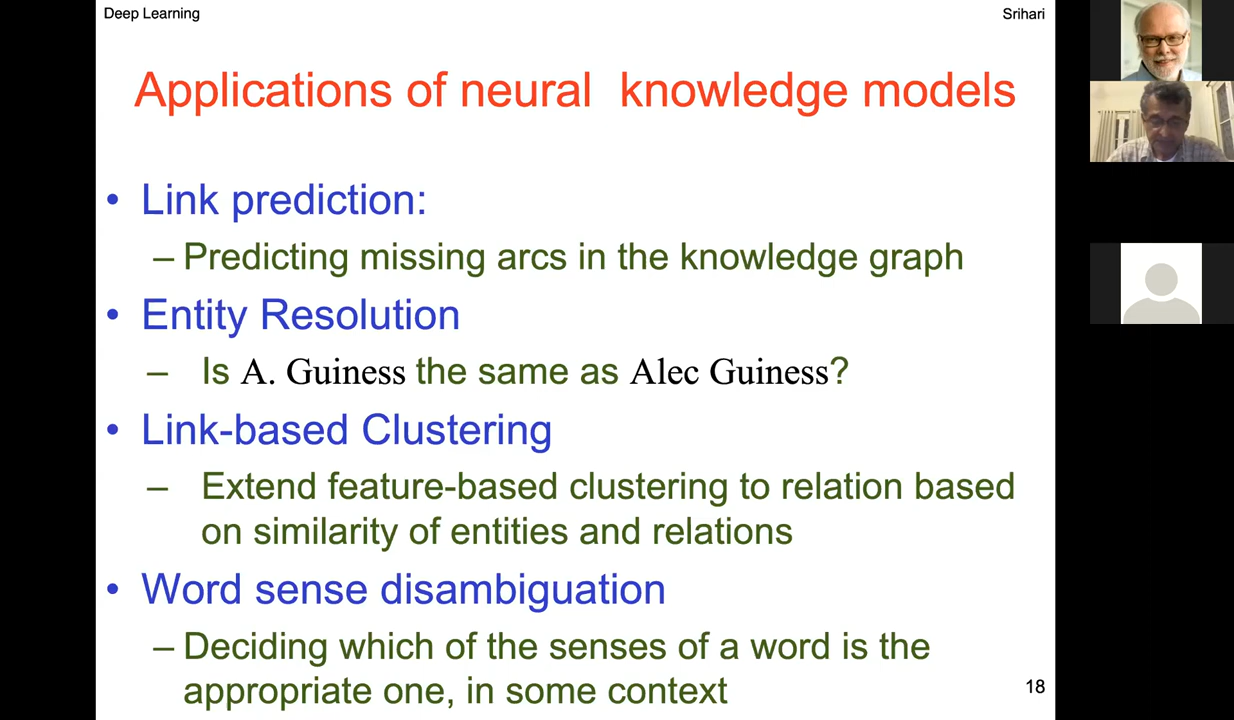 Deep Learning
Srihari
Applications of neural knowledge models
• Link prediction:
– Predicting missing arcs in the knowledge graph
• Entity Resolution
– Is A. Guiness the same as Alec Guiness?
• Link-based Clustering
– Extend feature-based clustering to relation based
on similarity of entities and relations
• Word sense disambiguation
– Deciding which of the senses of a word is the
appropriate one, in some context
18